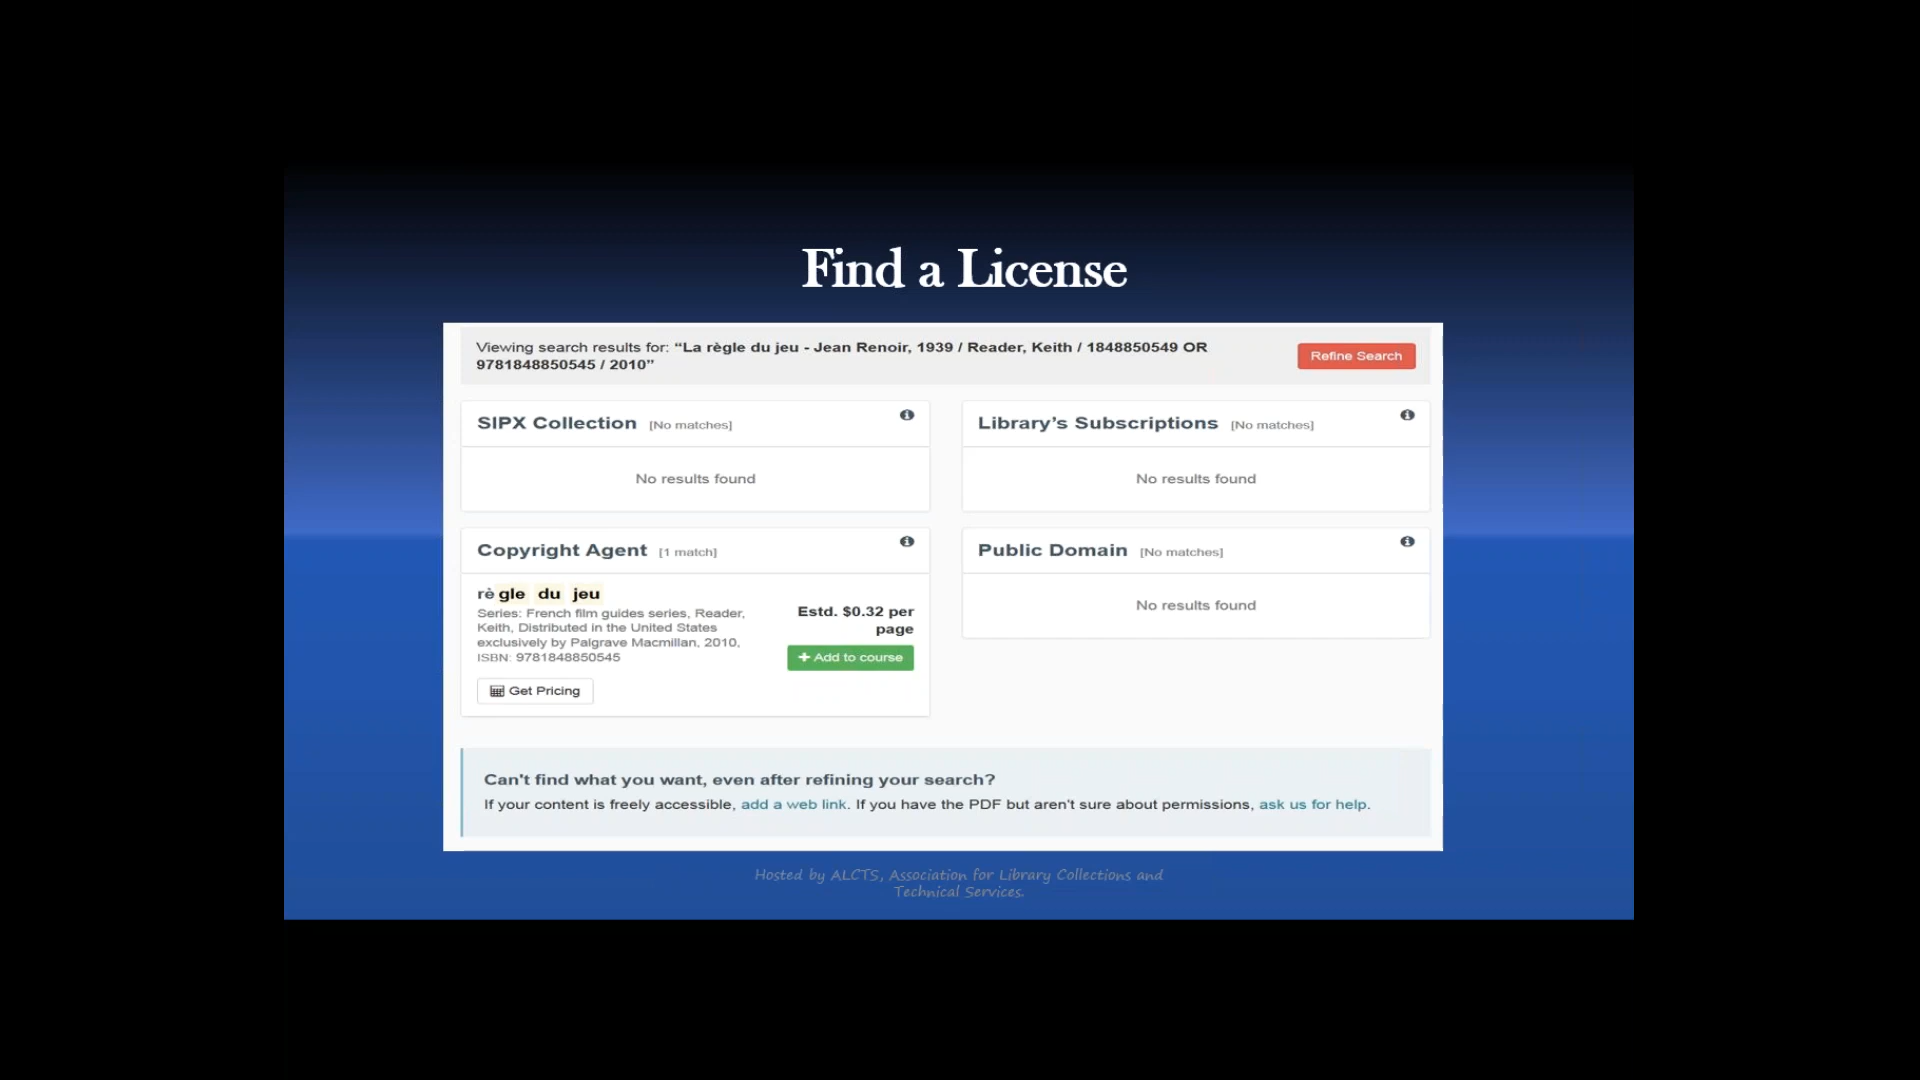 Find a License
Viewing search results for: “La règle du jeu - Jean Renoir, 1939 / Reader, Keith / 1848850549 OR
9781848850545 / 2010”
Refine Search
SIPX Collection [No matches]
No results found
Library’s Subscriptions [No matches]
No results found
Copyright Agent [1 match]
règle du jeu
Series: French film guides series, Reader,
Keith, Distributed in the United States
exclusively by Palgrave Macmillan, 2010,
ISBN: 9781848850545
Estd. $0.32 per
page
Add to course
Get Pricing
Public Domain [No matches]
No results found
Can't find what you want, even after refining your search?
If your content is freely accessible, add a web link. If you have the PDF but aren't sure about permissions, ask us for help.
Hosted by ALCTS, Association for Library Collections and
Technical Services.